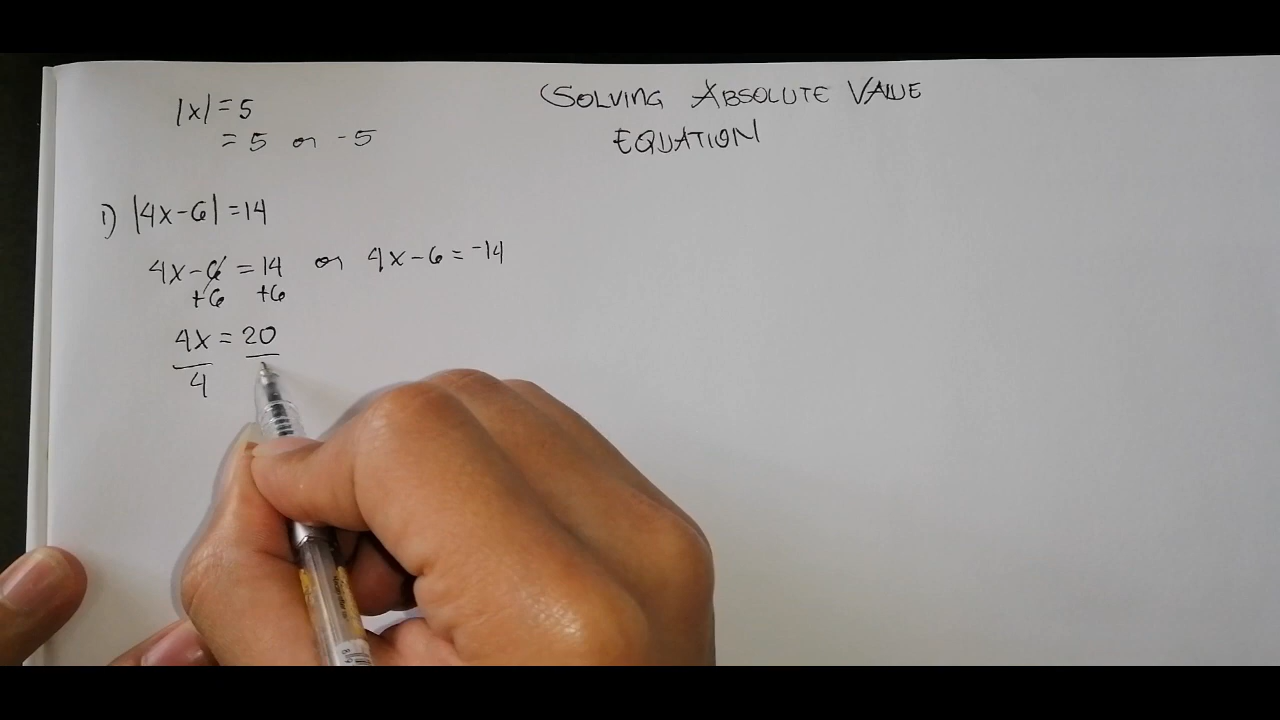 |x| = 5
= 5 or -5
SOLVING ABSOLUTE VALUE
EQUATION
1) |4x-6| = 14
4x-6 = 14 or 4x-6 = -14
+6 +6
4x = 20
4